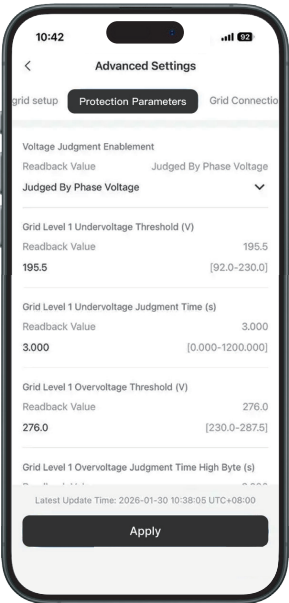 10:42
92
Advanced Settings
grid setup Protection Parameters Grid Connectio
Voltage Judgment Enablement
Readback Value Judged By Phase Voltage
Judged By Phase Voltage
Grid Level 1 Undervoltage Threshold (V)
Readback Value 195.5
195.5 [92.0-230.0]
Grid Level 1 Undervoltage Judgment Time (s)
Readback Value 3.000
3.000 [0.000-1200.000]
Grid Level 1 Overvoltage Threshold (V)
Readback Value 276.0
276.0 [230.0-287.5]
Grid Level 1 Overvoltage Judgment Time High Byte (s)
Latest Update Time: 2026-01-30 10:38:05 UTC+08:00
Apply